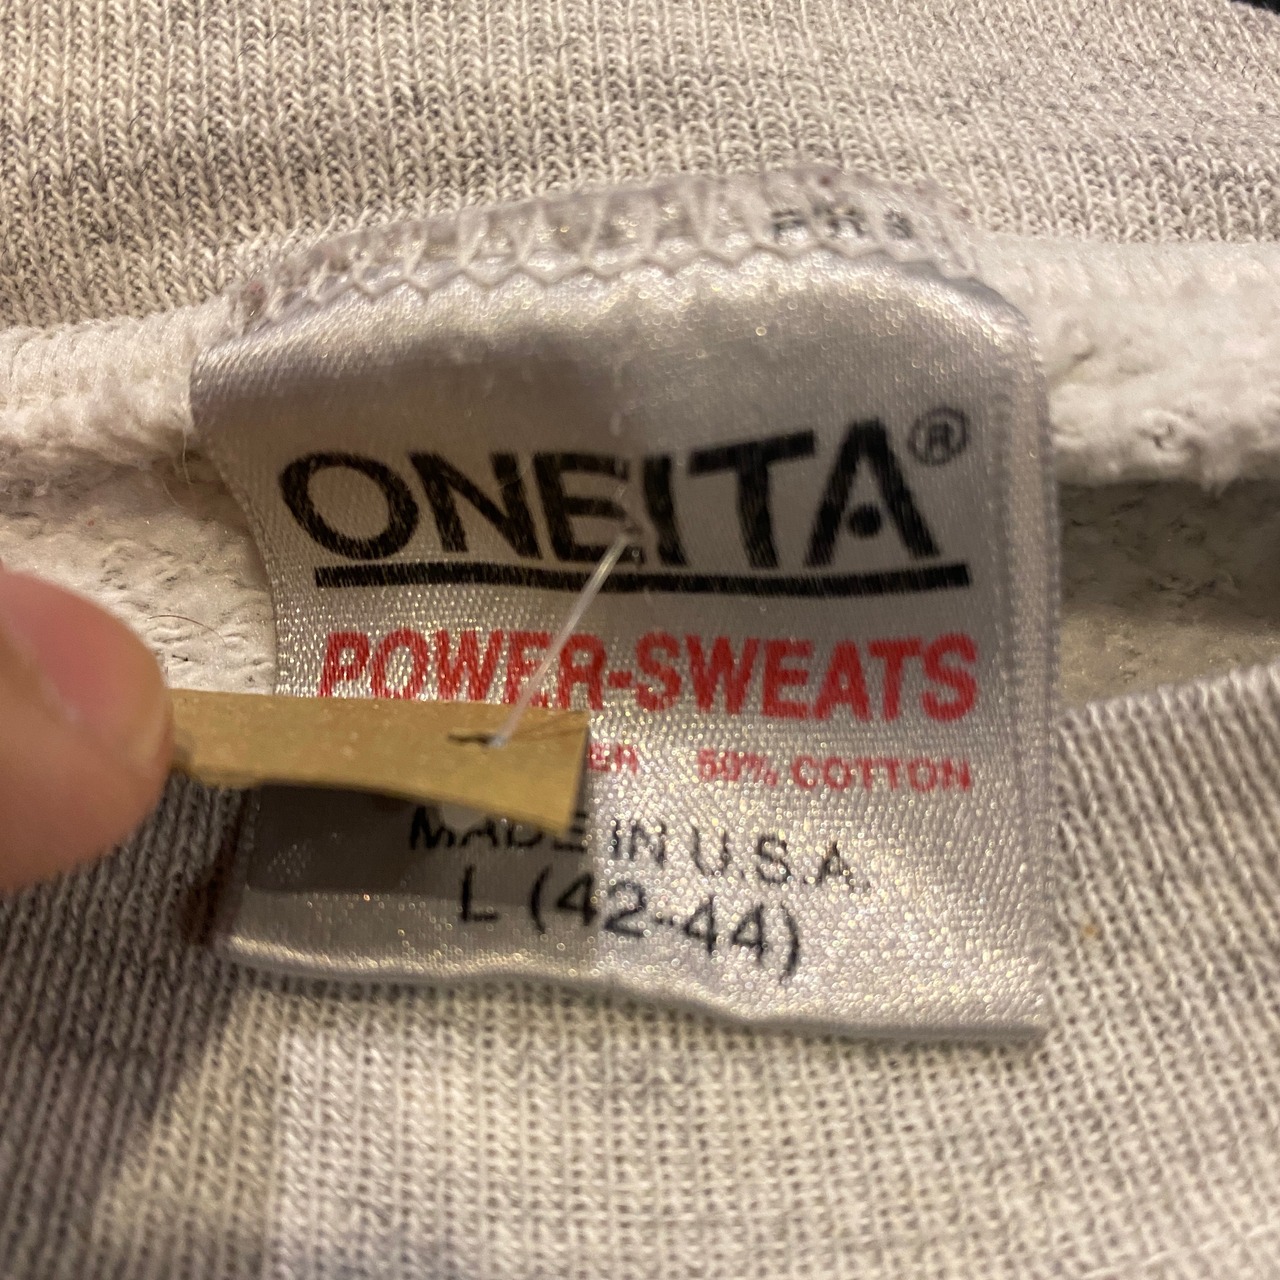 ONEITA®
POWER-SWEATS
50% COTTON
MADE IN U.S.A.
L (42-44)